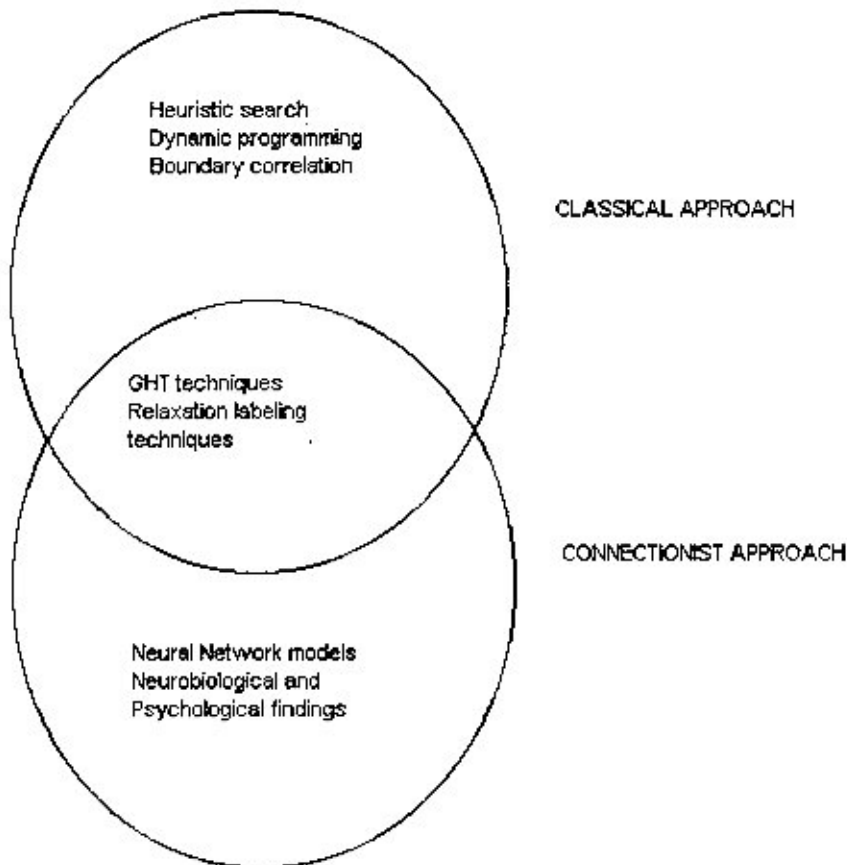 Heuristic search
Dynamic programming
Boundary correlation
CLASSICAL APPROACH
GHT techniques
Relaxation labeling
techniques
CONNECTIONIST APPROACH
Neural Network models
Neurobiological and
Psychological findings